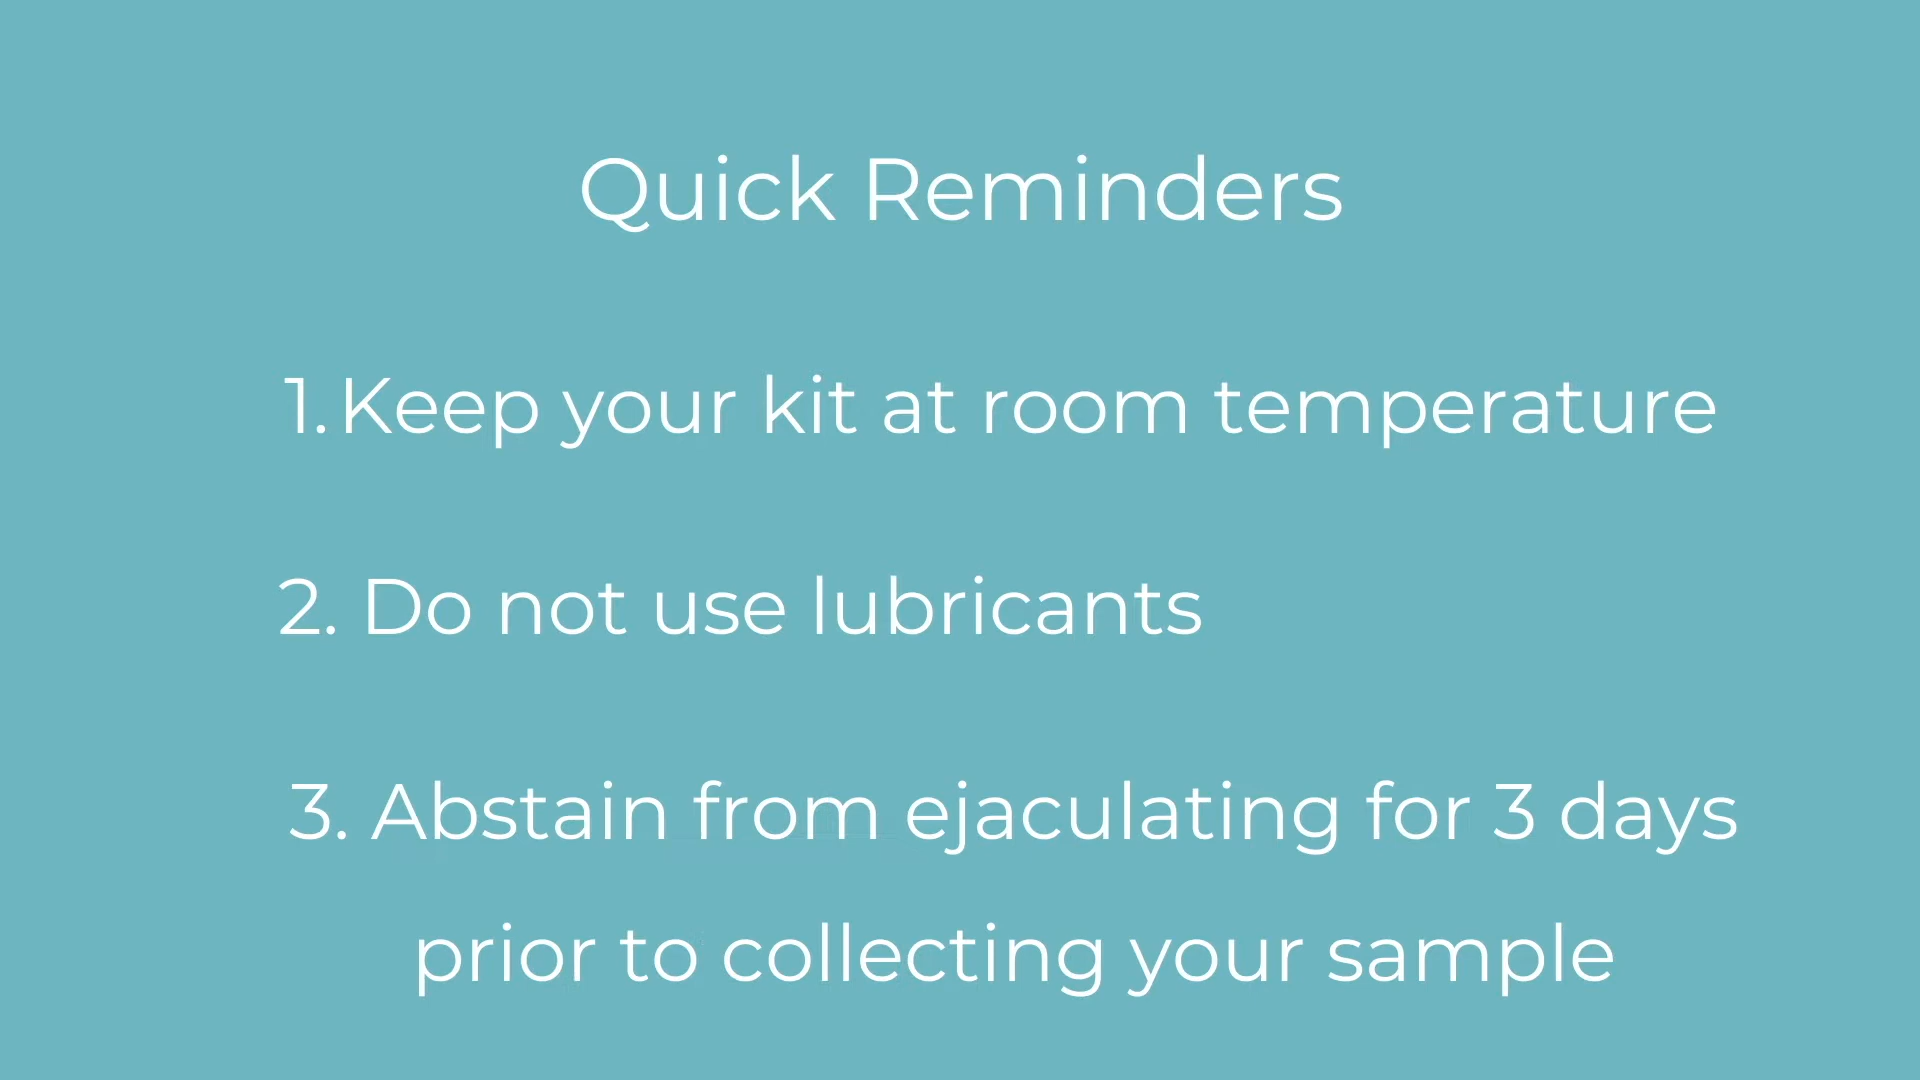 Quick Reminders
1. Keep your kit at room temperature
2. Do not use lubricants
3. Abstain from ejaculating for 3 days
prior to collecting your sample